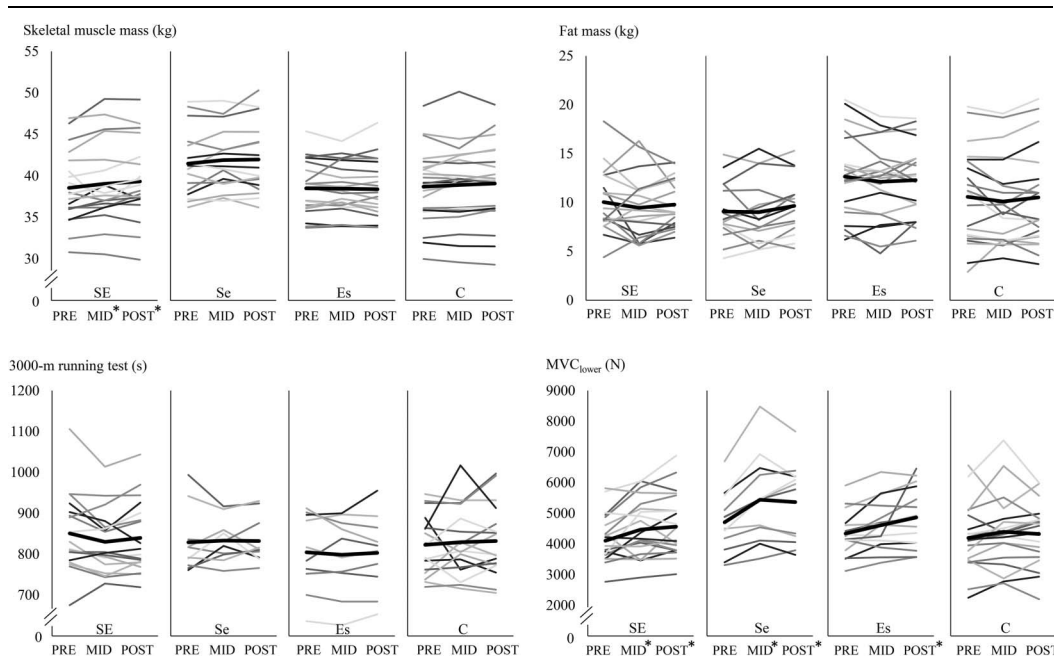 Skeletal muscle mass (kg)
55
50
45
40
35
30
0
SE Se Es C
PRE MID* POST* PRE MID POST PRE MID POST PRE MID POST
Fat mass (kg)
25
20
15
10
5
0
SE Se Es C
PRE MID POST PRE MID POST PRE MID POST PRE MID POST
3000-m running test (s)
1200
1100
1000
900
800
700
0
SE Se Es C
PRE MID POST PRE MID POST PRE MID POST PRE MID POST
MVClower (N)
9000
8000
7000
6000
5000
4000
3000
2000
0
SE Se Es C
PRE MID* POST* PRE MID* POST* PRE MID POST* PRE MID POST